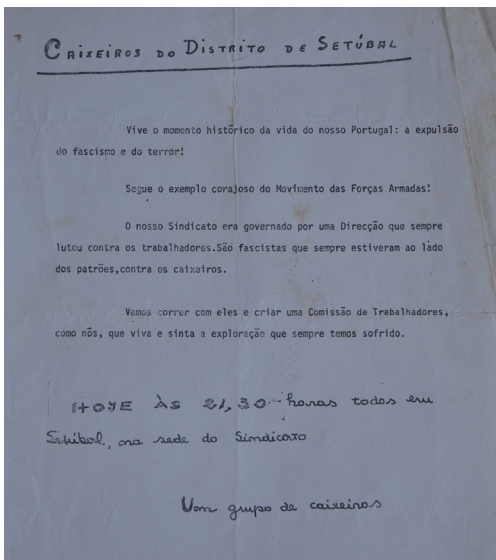 CAIXEIROS DO DISTRITO DE SETÚBAL
Vive o momento histórico da vida do nosso Portugal: a expulsão
do fascismo e do terror!
Segue o exemplo corajoso do Movimento das Forças Armadas!
O nosso Sindicato era governado por uma Direcção que sempre
lutou contra os trabalhadores.São fascistas que sempre estiveram ao lado
dos patrões,contra os caixeiros.
Vamos correr com eles e criar uma Comissão de Trabalhadores,
como nós, que viva e sinta a exploração que sempre temos sofrido.
HOJE ÀS 21,30 horas todos em
Setúbal, na sede do Sindicato
Um grupo de caixeiros